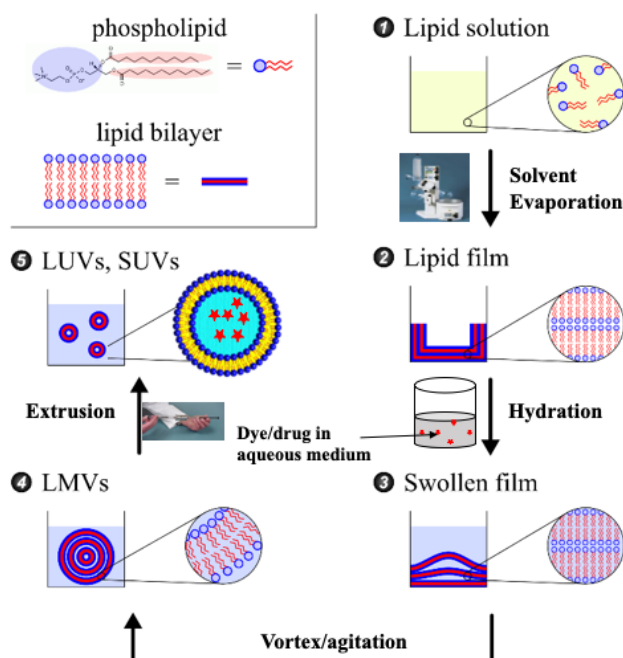 phospholipid
=
lipid bilayer
=
❶ Lipid solution
Solvent
Evaporation
❷ Lipid film
Hydration
Dye/drug in
aqueous medium
❸ Swollen film
Vortex/agitation
❹ LMVs
Extrusion
❺ LUVs, SUVs